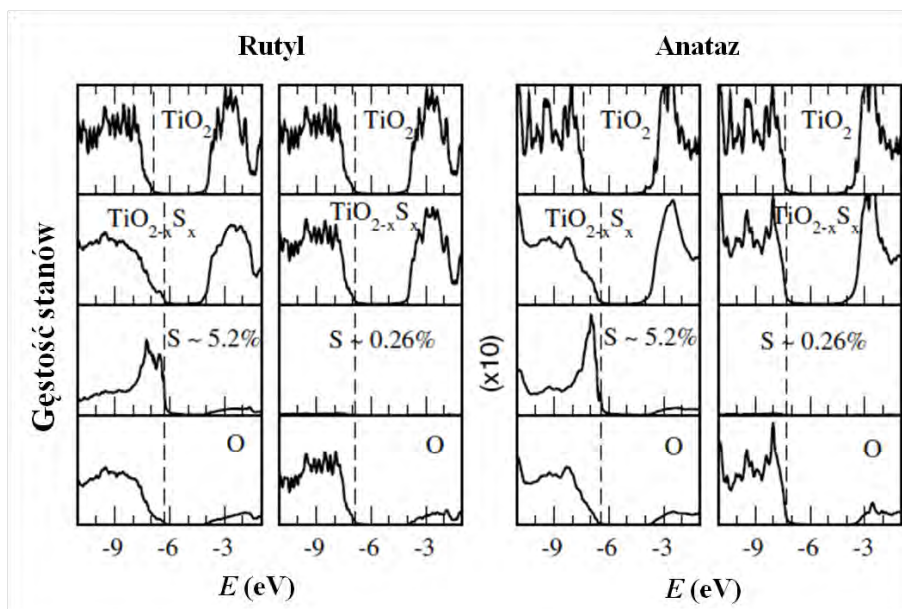 Rutyl
Anataz
TiO2
TiO2
TiO2
TiO2
TiO2-xSx
TiO2-xSx
TiO2-xSx
TiO2-xSx
S ~ 5.2%
S + 0.26%
S ~ 5.2%
S + 0.26%
O
O
O
O
Gęstość stanów
(x10)
-9 -6 -3
-9 -6 -3
-9 -6 -3
-9 -6 -3
E (eV)
E (eV)